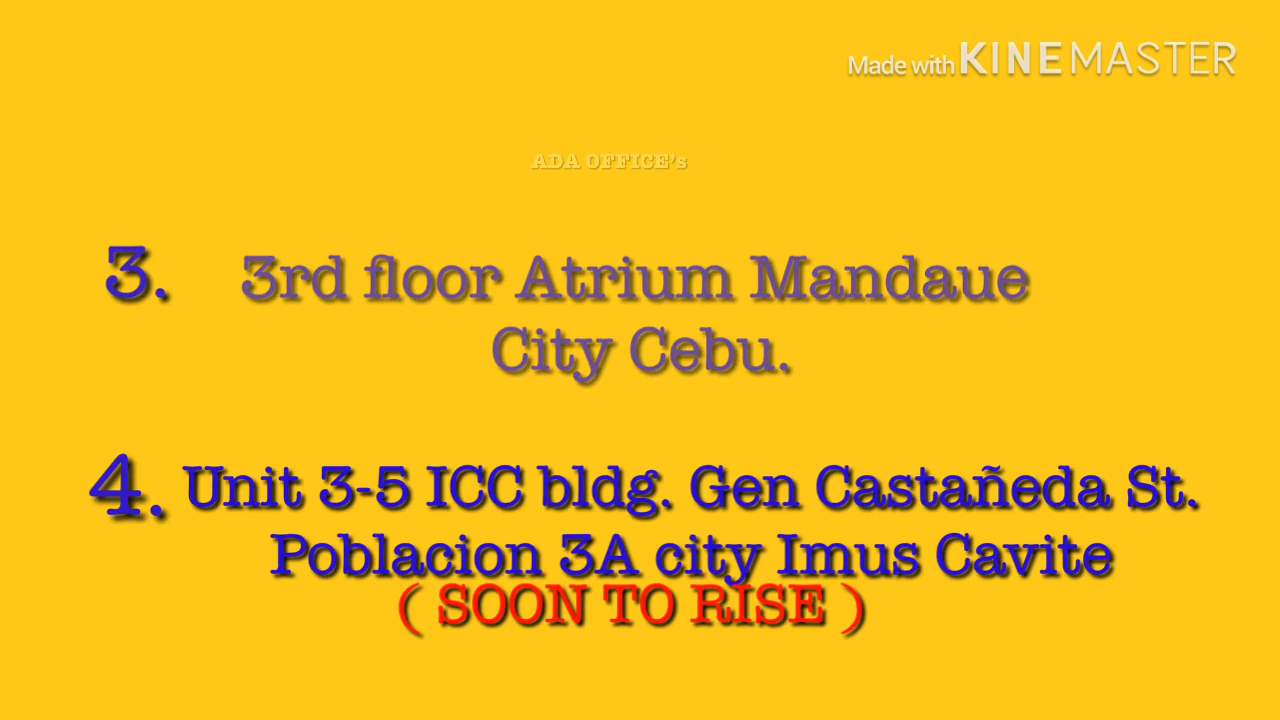 Made with KINEMASTER
ADA OFFICE's
3. 3rd floor Atrium Mandaue
City Cebu.
4. Unit 3-5 ICC bldg. Gen Castañeda St.
Poblacion 3A city Imus Cavite
( SOON TO RISE )